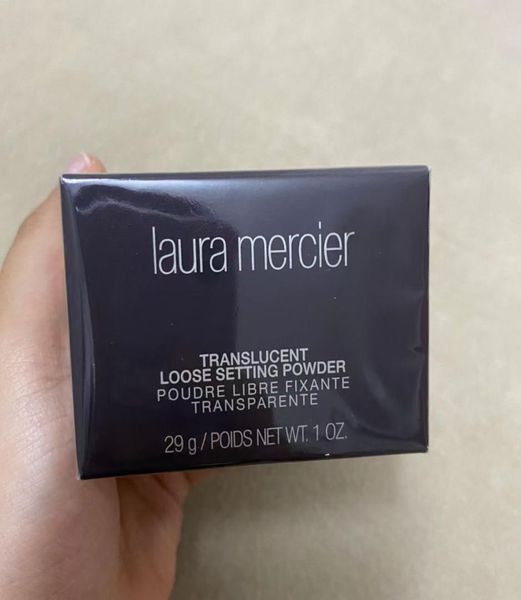 laura mercier
TRANSLUCENT
LOOSE SETTING POWDER
POUDRE LIBRE FIXANTE
TRANSPARENTE
29 g / POIDS NET WT. 1 OZ.